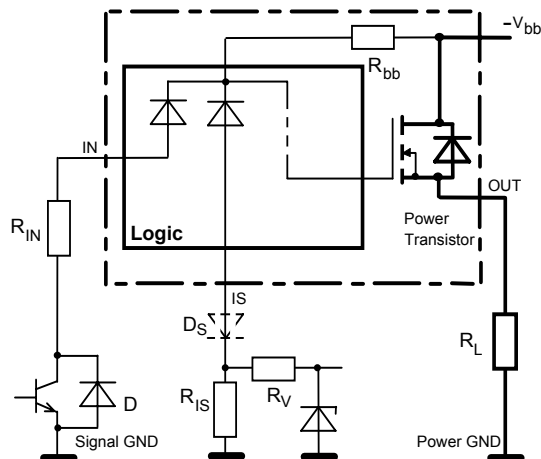 -Vbb
Rbb
IN
OUT
RIN
Logic
Power
Transistor
IS
DS
RL
D
RIS
RV
Signal GND
Power GND